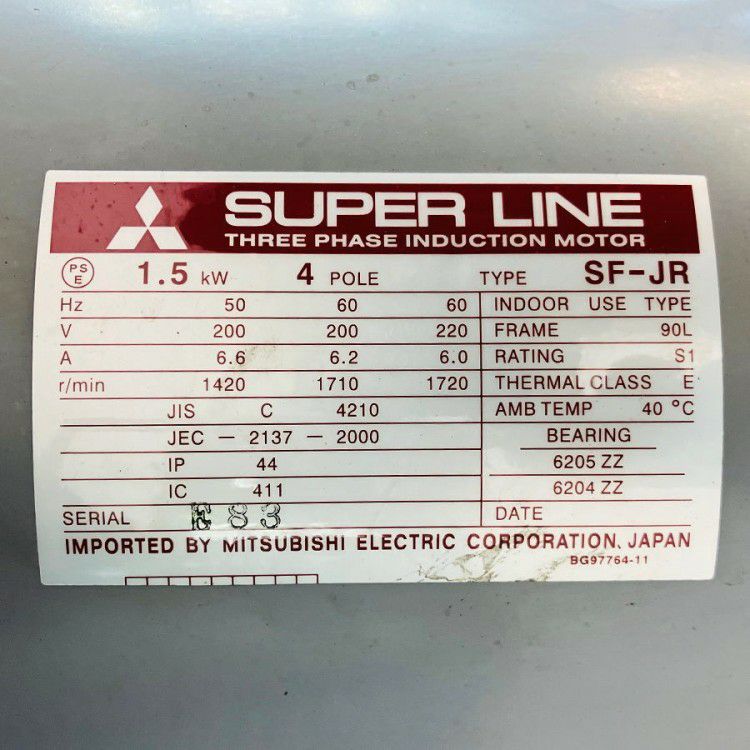 SUPER LINE
THREE PHASE INDUCTION MOTOR
PS E 1.5 kW 4 POLE TYPE SF-JR
Hz 50 60 60 INDOOR USE TYPE
V 200 200 220 FRAME 90L
A 6.6 6.2 6.0 RATING S1
r/min 1420 1710 1720 THERMAL CLASS E
JIS C 4210 AMB TEMP 40 °C
JEC - 2137 - 2000 BEARING
IP 44 6205 ZZ
IC 411 6204 ZZ
SERIAL E 83 DATE
IMPORTED BY MITSUBISHI ELECTRIC CORPORATION, JAPAN
BG97764-11